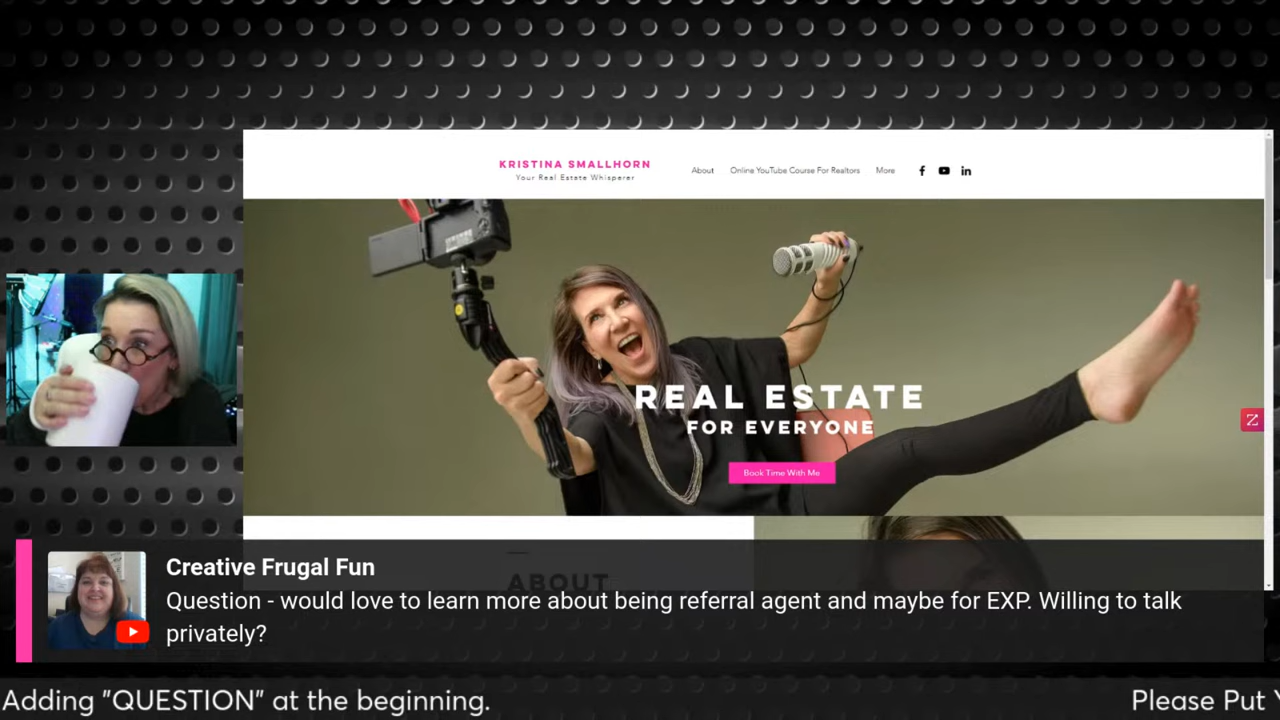 KRISTINA SMALLHORN
Your Real Estate Whisperer
About
Online YouTube Course For Realtors
More
REAL ESTATE
FOR EVERYONE
Book Time With Me
ABOUT
Creative Frugal Fun
Question - would love to learn more about being referral agent and maybe for EXP. Willing to talk
privately?
Adding "QUESTION" at the beginning.
Please Put